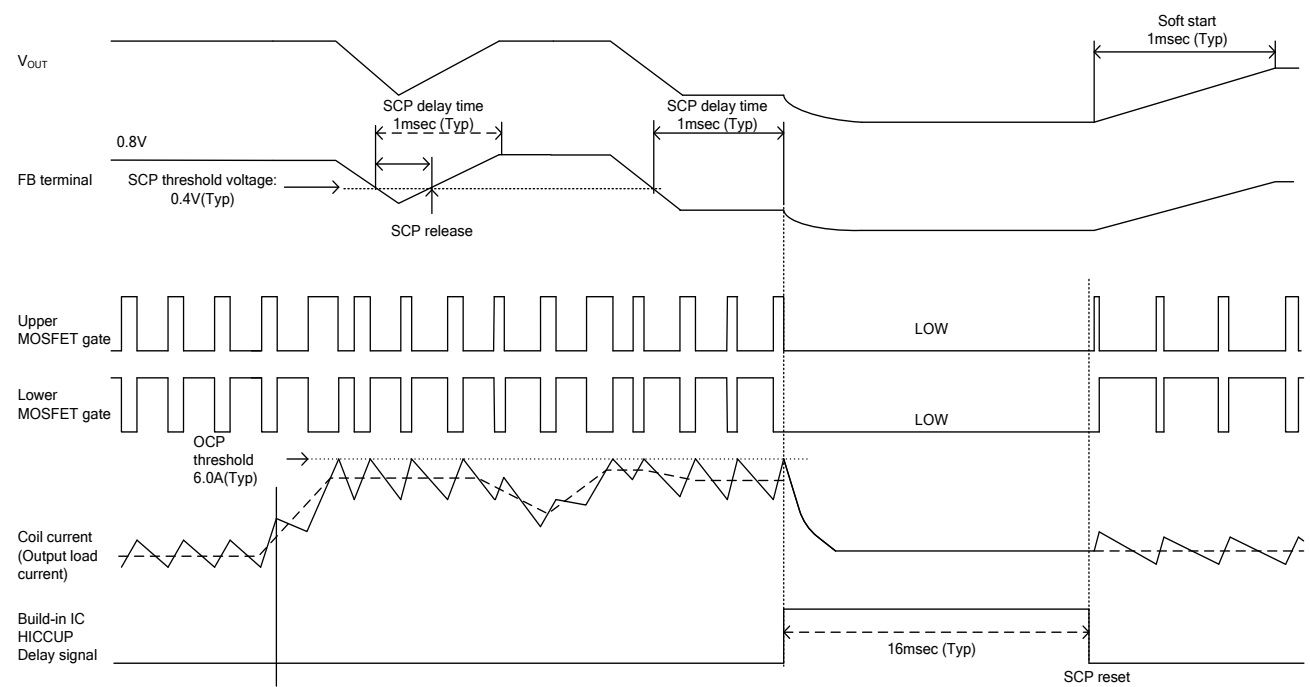 Soft start
1msec (Typ)
VOUT
SCP delay time
1msec (Typ)
SCP delay time
1msec (Typ)
0.8V
FB terminal
SCP threshold voltage:
0.4V(Typ)
SCP release
Upper
MOSFET gate
LOW
Lower
MOSFET gate
LOW
OCP
threshold
6.0A(Typ)
Coil current
(Output load
current)
Build-in IC
HICCUP
Delay signal
16msec (Typ)
SCP reset